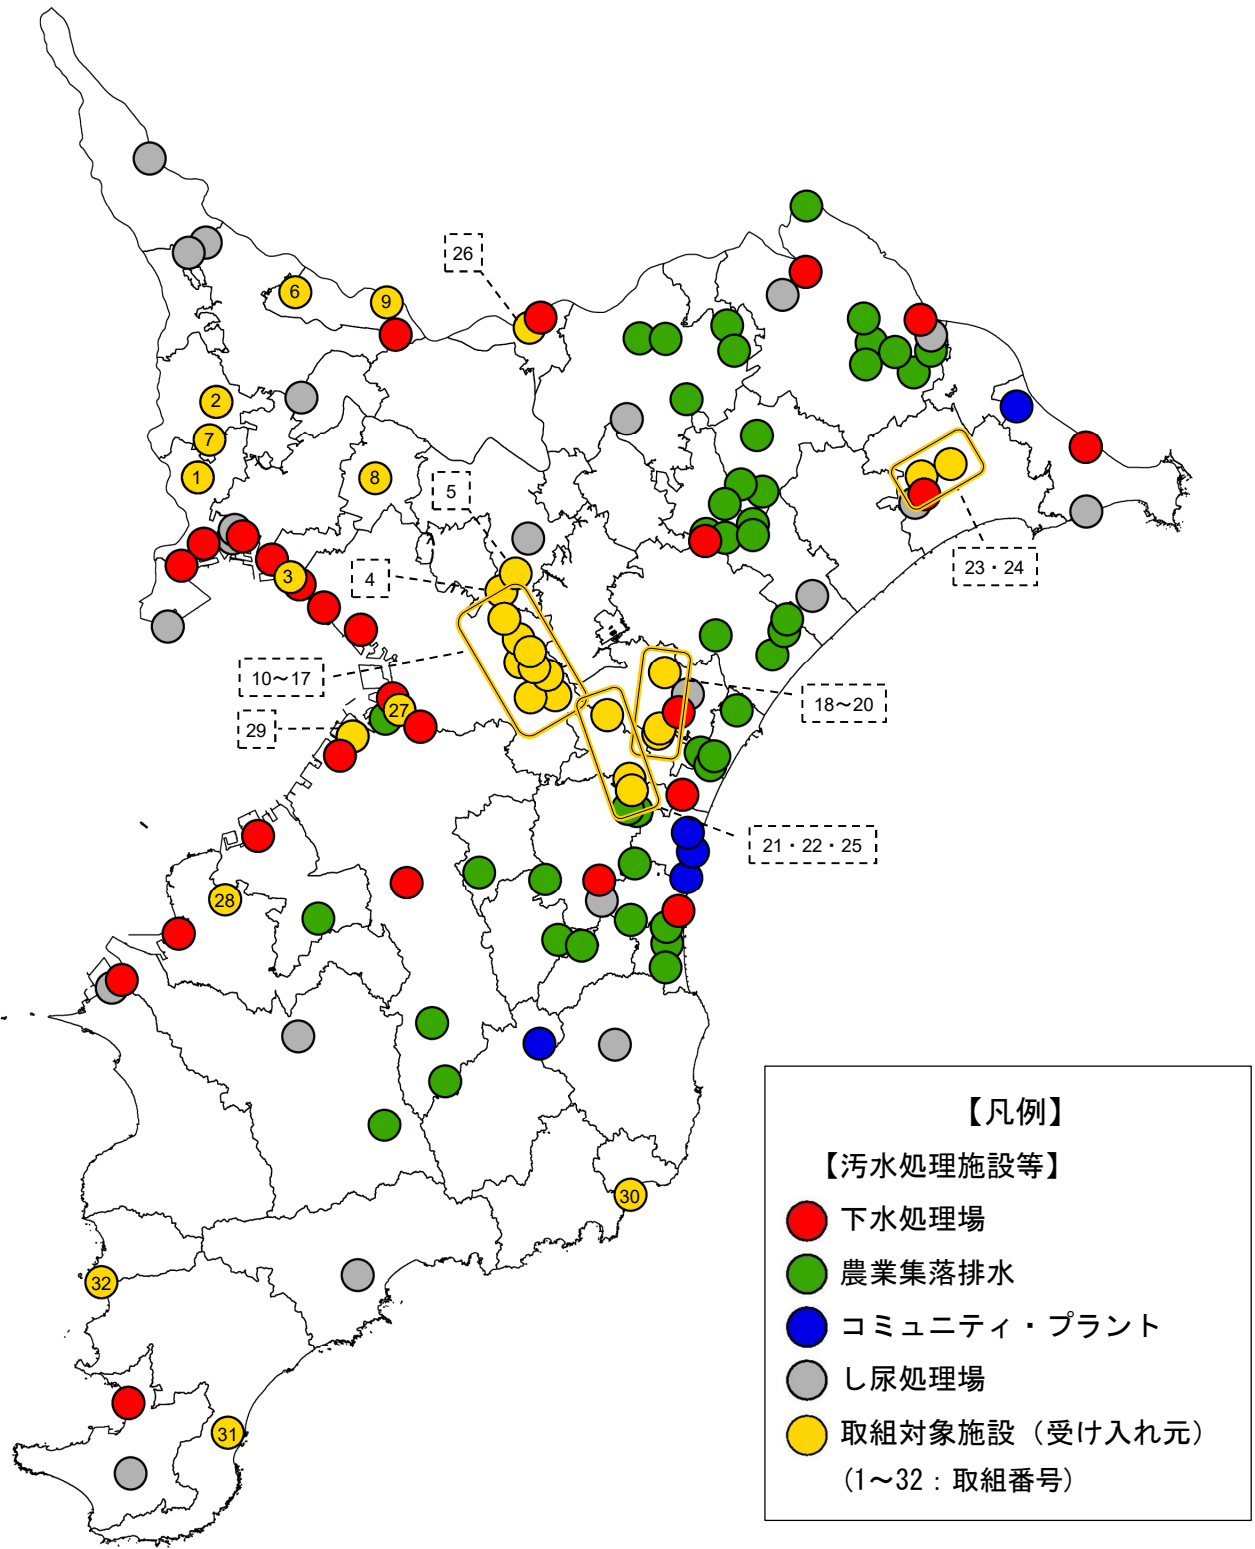 26
6
9
2
7
1
8
5
3
4
23・24
10～17
18～20
27
29
21・22・25
28
30
32
31
【凡例】
【汚水処理施設等】
下水処理場
農業集落排水
コミュニティ・プラント
し尿処理場
取組対象施設（受け入れ元）
(1～32：取組番号)